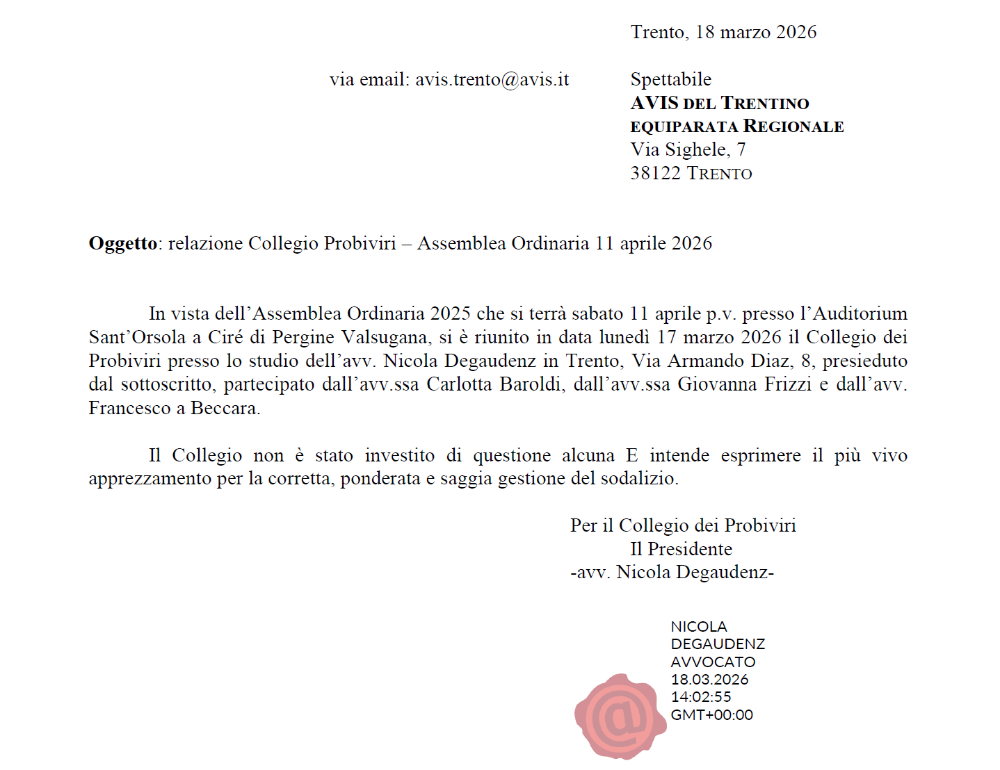 Trento, 18 marzo 2026
via email: avis.trento@avis.it Spettabile
AVIS DEL TRENTINO
EQUIPARATA REGIONALE
Via Sighele, 7
38122 TRENTO
Oggetto: relazione Collegio Probiviri – Assemblea Ordinaria 11 aprile 2026
In vista dell’Assemblea Ordinaria 2025 che si terrà sabato 11 aprile p.v. presso l’Auditorium
Sant’Orsola a Ciré di Pergine Valsugana, si è riunito in data lunedì 17 marzo 2026 il Collegio dei
Probiviri presso lo studio dell’avv. Nicola Degaudenz in Trento, Via Armando Diaz, 8, presieduto
dal sottoscritto, partecipato dall’avv.ssa Carlotta Baroldi, dall’avv.ssa Giovanna Frizzi e dall’avv.
Francesco a Beccara.
Il Collegio non è stato investito di questione alcuna E intende esprimere il più vivo
apprezzamento per la corretta, ponderata e saggia gestione del sodalizio.
Per il Collegio dei Probiviri
Il Presidente
-avv. Nicola Degaudenz-
NICOLA
DEGAUDENZ
AVVOCATO
18.03.2026
14:02:55
GMT+00:00
@